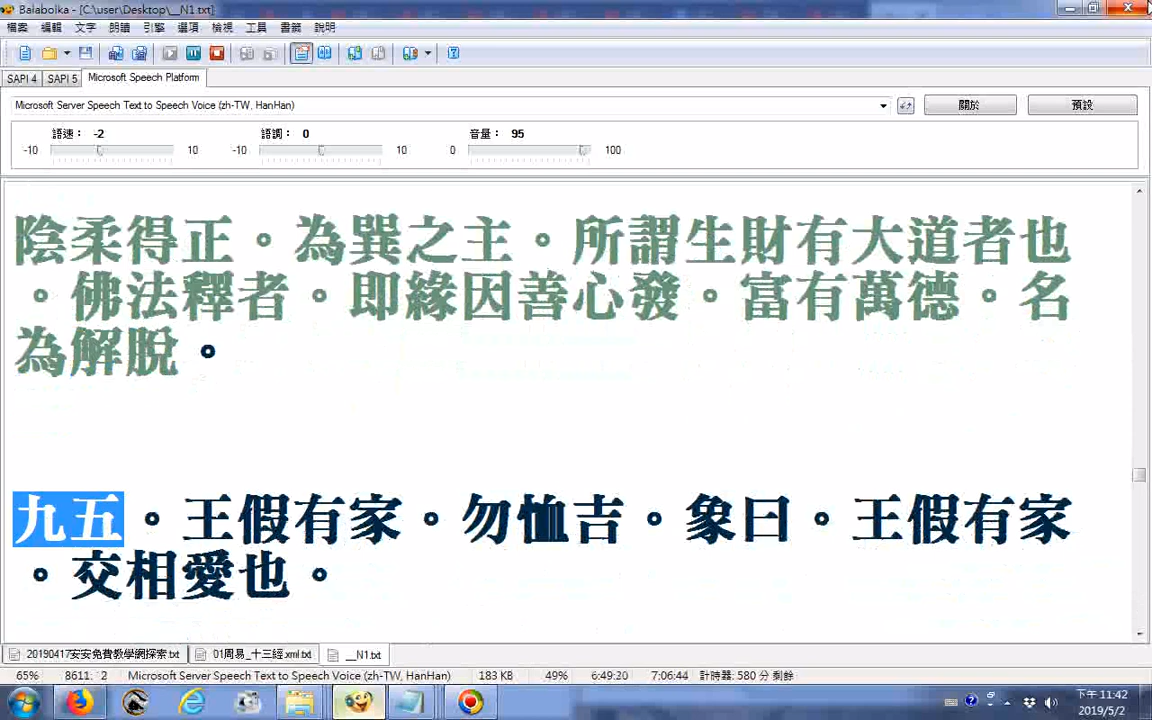 Balabolka - [C:\user\Desktop\__N1.txt]
檔案 編輯 文字 朗讀 引擎 選項 檢視 工具 書籤 說明
SAPI 4 SAPI 5 Microsoft Speech Platform
Microsoft Server Speech Text to Speech Voice (zh-TW, HanHan) 關於 預設
語速： -2 語調： 0 音量： 95
-10 10 -10 10 0 100
陰柔得正。為巽之主。所謂生財有大道者也
。佛法釋者。即緣因善心發。富有萬德。名
為解脫。
九五。王假有家。勿恤吉。象曰。王假有家
。交相愛也。
20190417安安免費教學網探索.txt 01周易_十三經.xml.txt __N1.txt
65% 8611: 2 Microsoft Server Speech Text to Speech Voice (zh-TW, HanHan) 183 KB 49% 6:49:20 7:06:44 計時器: 580 分 剩餘
下午 11:42
2019/5/2